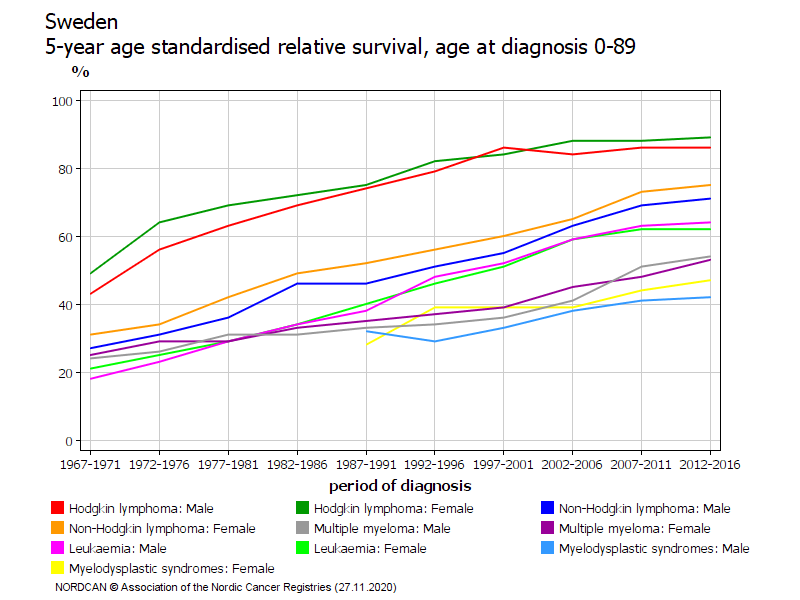 Sweden
5-year age standardised relative survival, age at diagnosis 0-89
%
100
80
60
40
20
0
1967-1971 1972-1976 1977-1981 1982-1986 1987-1991 1992-1996 1997-2001 2002-2006 2007-2011 2012-2016
period of diagnosis
Hodgkin lymphoma: Male Hodgkin lymphoma: Female Non-Hodgkin lymphoma: Male
Non-Hodgkin lymphoma: Female Multiple myeloma: Male Multiple myeloma: Female
Leukaemia: Male Leukaemia: Female Myelodysplastic syndromes: Male
Myelodysplastic syndromes: Female
NORDCAN © Association of the Nordic Cancer Registries (27.11.2020)